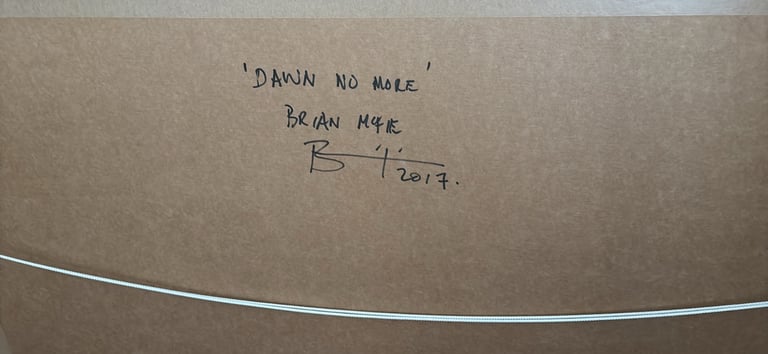 'DAWN NO MORE'
BRIAN
2017.